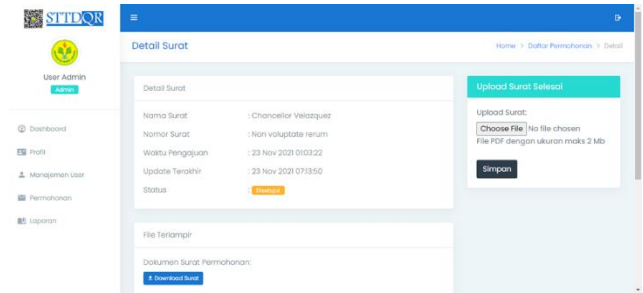 STTDQR
Detail Surat
Home > Daftar Permohonan > Detail
User Admin
Admin
Dashboard
Profil
Manajemen User
Permohonan
Laporan
Detail Surat
Nama Surat : Chancellor Velazquez
Nomor Surat : Non voluptate rerum
Waktu Pengajuan : 23 Nov 2021 01:03:22
Update Terakhir : 23 Nov 2021 07:13:50
Status : Disetujui
File Terlampir
Dokumen Surat Permohonan:
Download Surat
Upload Surat Selesai
Upload Surat:
Choose File No file chosen
File PDF dengan ukuran maks 2 Mb
Simpan